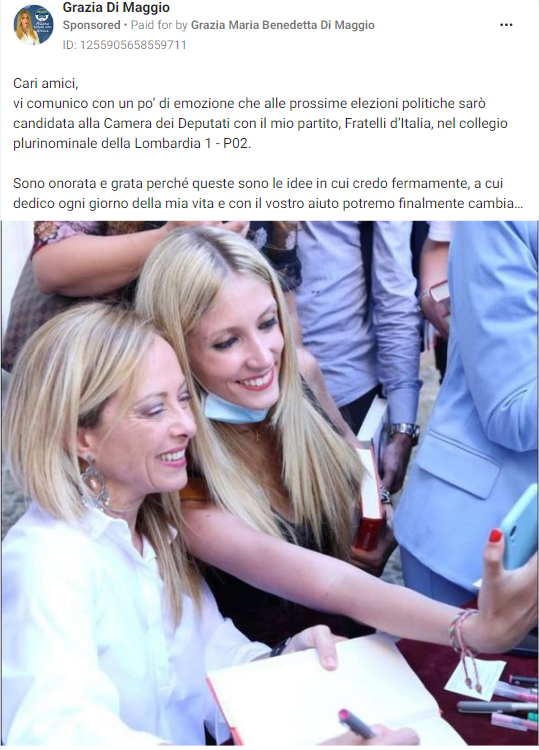 Grazia Di Maggio
Sponsored • Paid for by Grazia Maria Benedetta Di Maggio
ID: 1255905658559711
Cari amici,
vi comunico con un po’ di emozione che alle prossime elezioni politiche sarò
candidata alla Camera dei Deputati con il mio partito, Fratelli d’Italia, nel collegio
plurinominale della Lombardia 1 - P02.
Sono onorata e grata perché queste sono le idee in cui credo fermamente, a cui
dedico ogni giorno della mia vita e con il vostro aiuto potremo finalmente cambia...